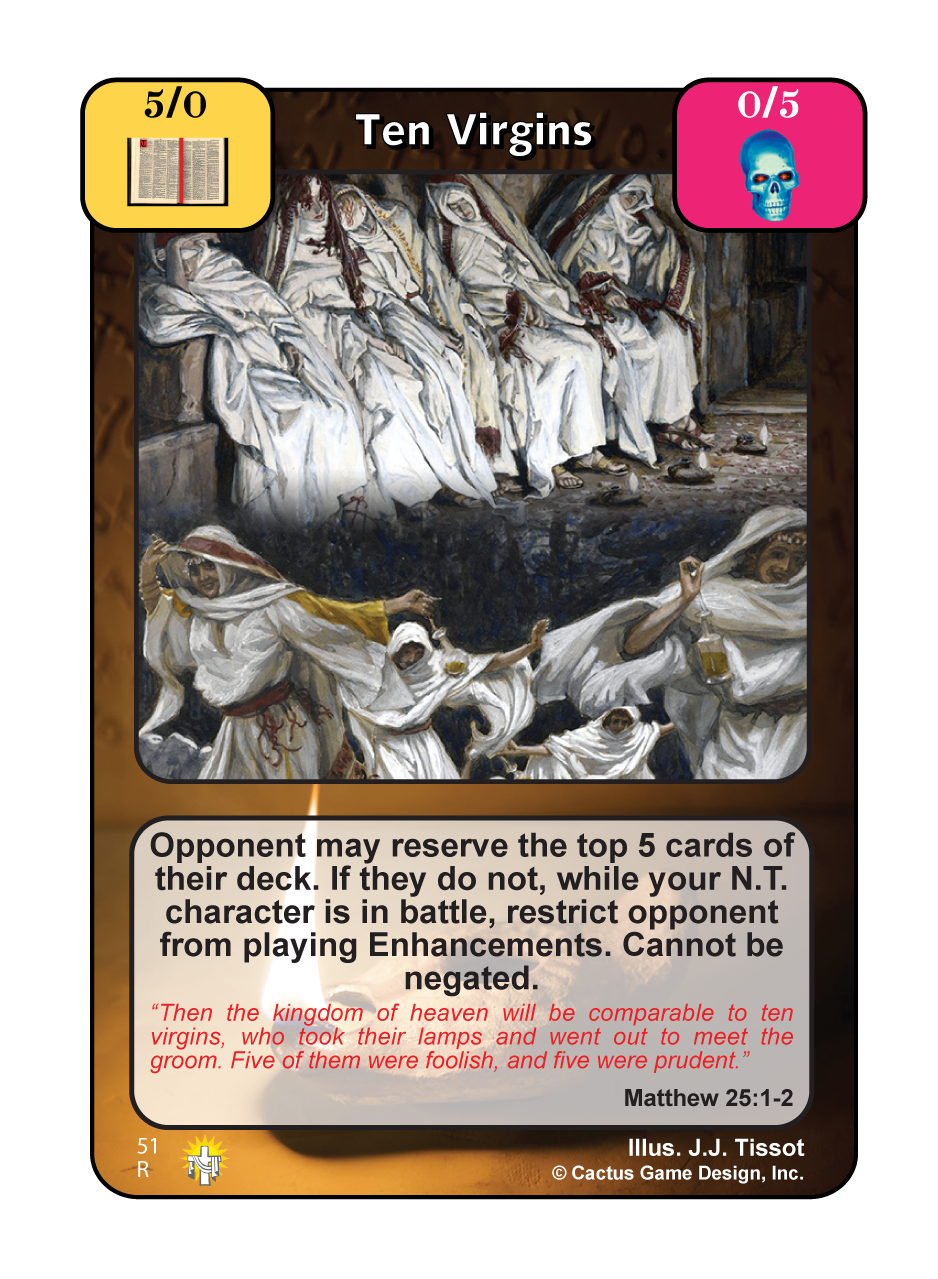 5/0
Ten Virgins
0/5
Opponent may reserve the top 5 cards of
their deck. If they do not, while your N.T.
character is in battle, restrict opponent
from playing Enhancements. Cannot be
negated.
“Then the kingdom of heaven will be comparable to ten
virgins, who took their lamps and went out to meet the
groom. Five of them were foolish, and five were prudent.”
Matthew 25:1-2
51
R
Illus. J.J. Tissot
© Cactus Game Design, Inc.